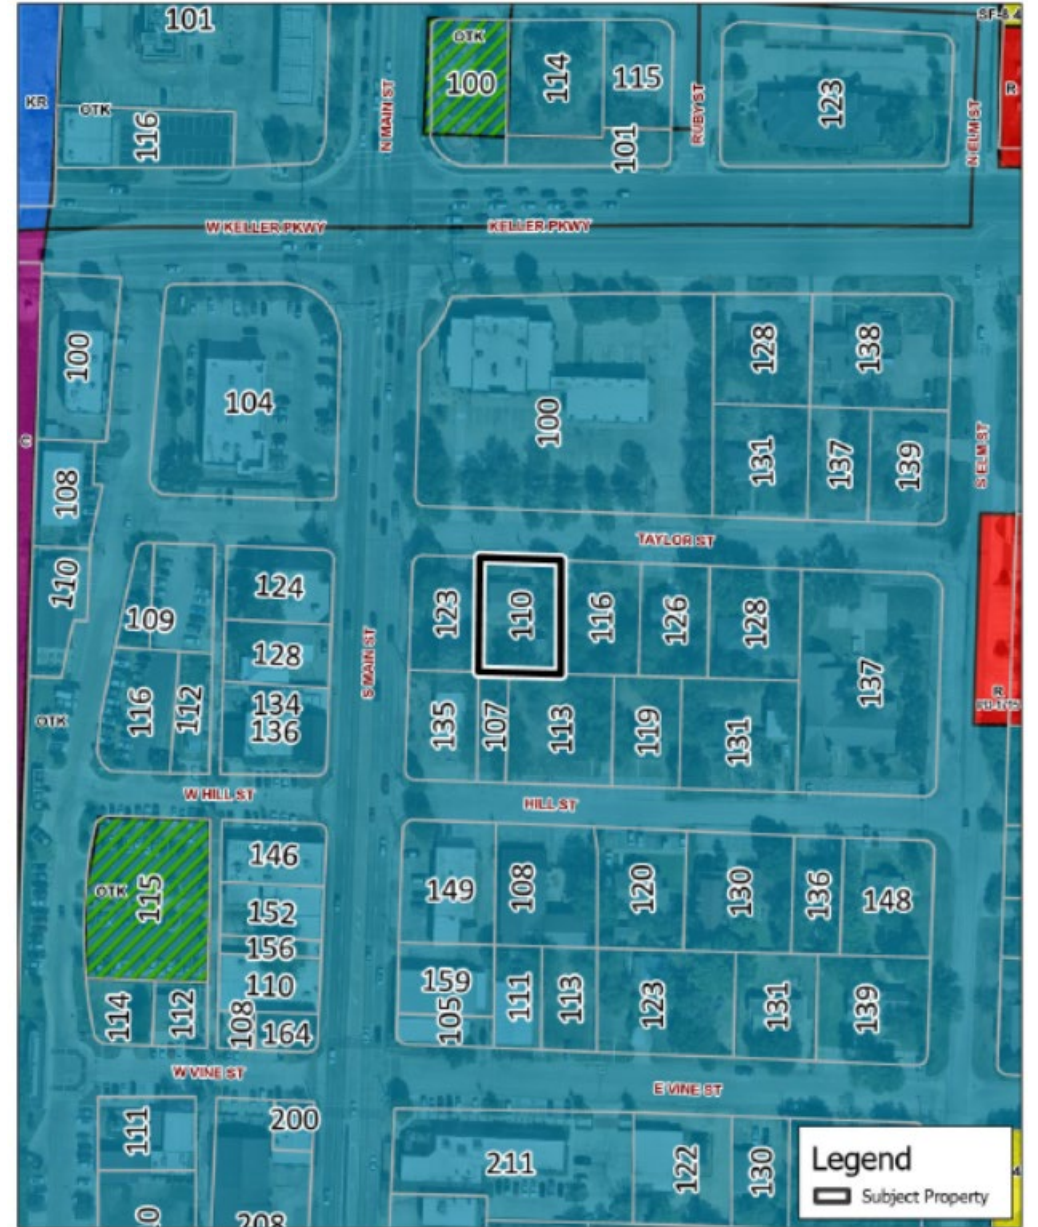 101
SF-8.4
OTK
100
114
115
123
R
KR
OTK
116
N MAIN ST
RUBY ST
N ELM ST
101
W KELLER PKWY
KELLER PKWY
100
104
100
128
138
131
137
139
S ELM ST
108
110
TAYLOR ST
109
124
128
116
112
134
136
S MAIN ST
123
110
116
126
128
137
135
107
113
119
131
R
OTK
W HILL ST
HILL ST
OTK
115
146
152
156
110
108
164
114
112
149
108
120
130
136
148
159
105
111
113
123
131
139
W VINE ST
E VINE ST
111
200
211
122
130
208
Legend
Subject Property